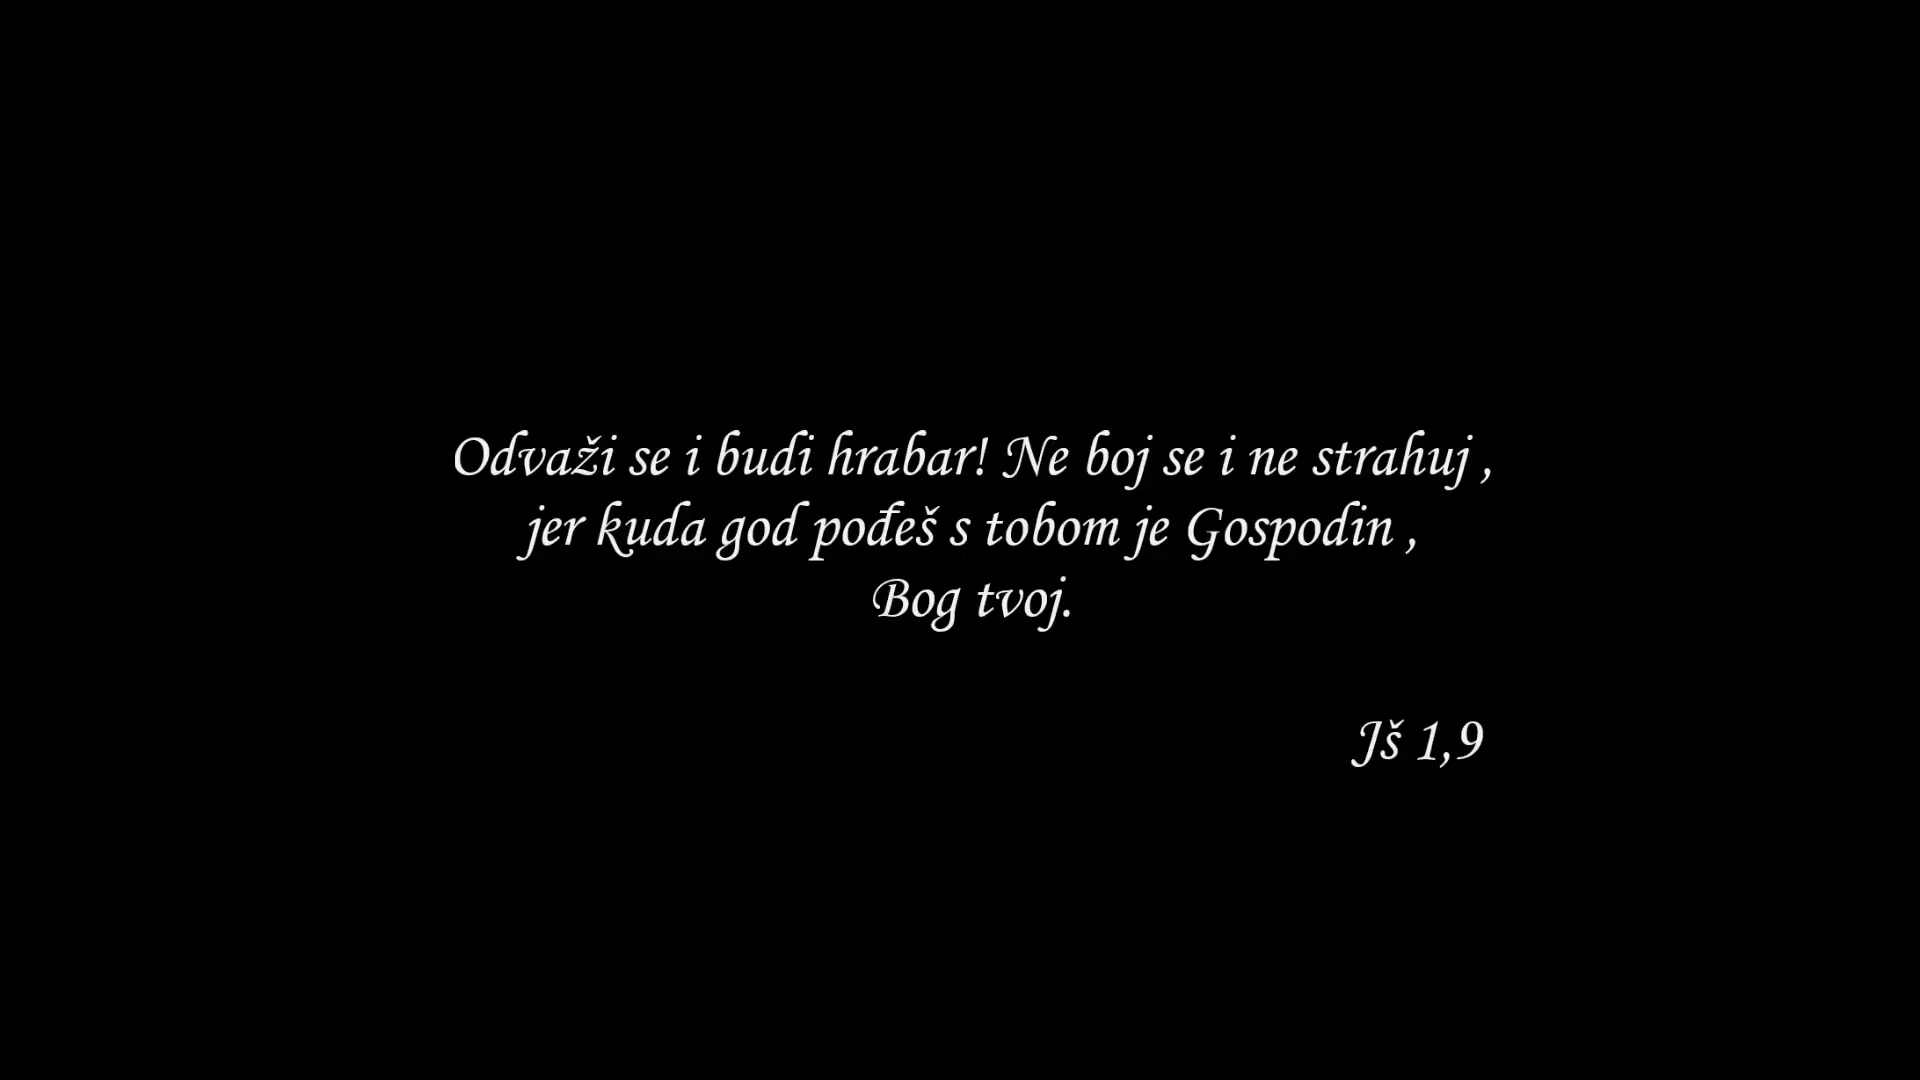 Odvaži se i budi hrabar! Ne boj se i ne strahuj ,
jer kuda god pođeš s tobom je Gospodin ,
Bog tvoj.
Jš 1,9